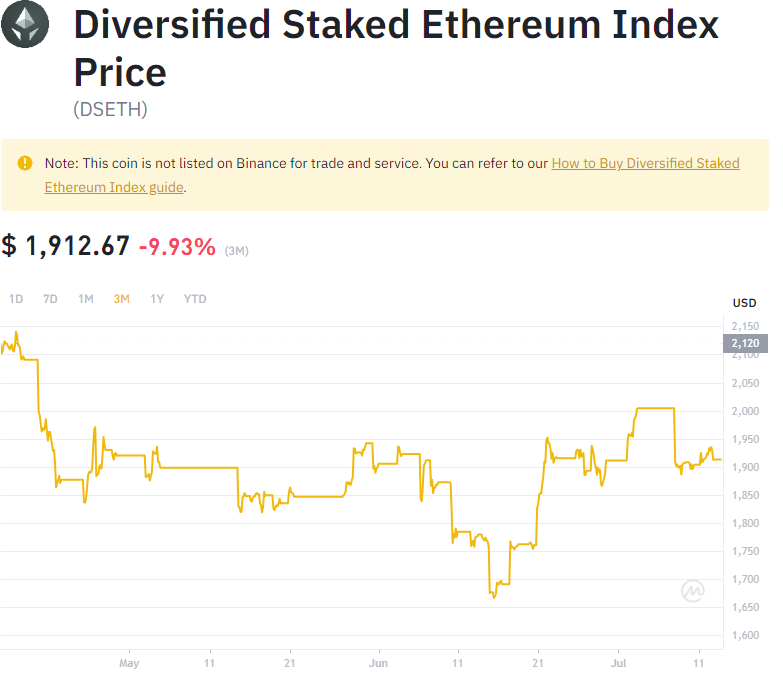 Diversified Staked Ethereum Index
Price
(DSETH)
Note: This coin is not listed on Binance for trade and service. You can refer to our How to Buy Diversified Staked
Ethereum Index guide.
$ 1,912.67 -9.93% (3M)
1D 7D 1M 3M 1Y YTD
USD
2,150
2,120
2,100
2,050
2,000
1,950
1,900
1,850
1,800
1,750
1,700
1,650
1,600
May 11 21 Jun 11 21 Jul 11